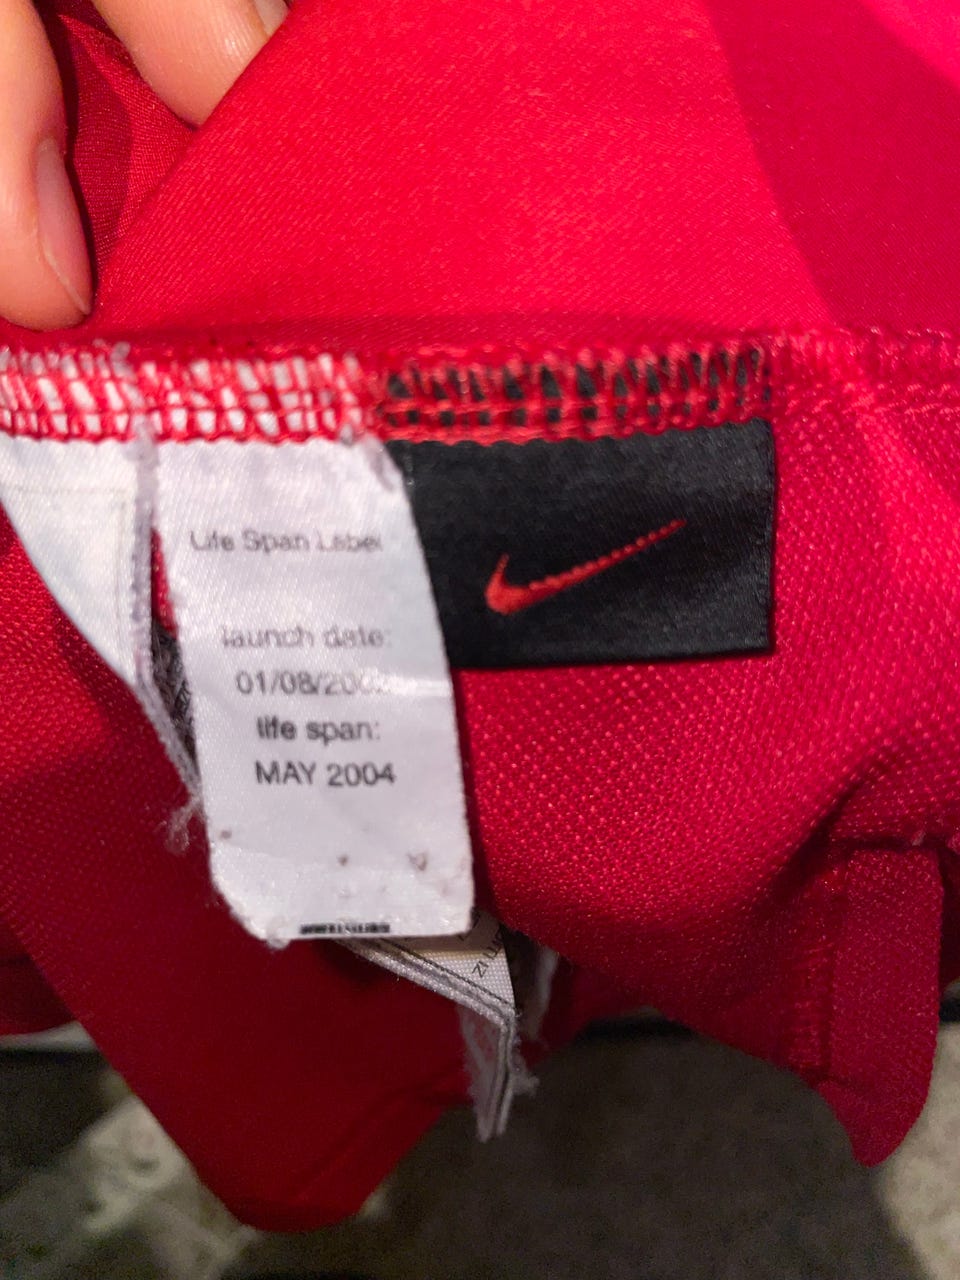 Life Span Label
launch date:
life span:
MAY 2004